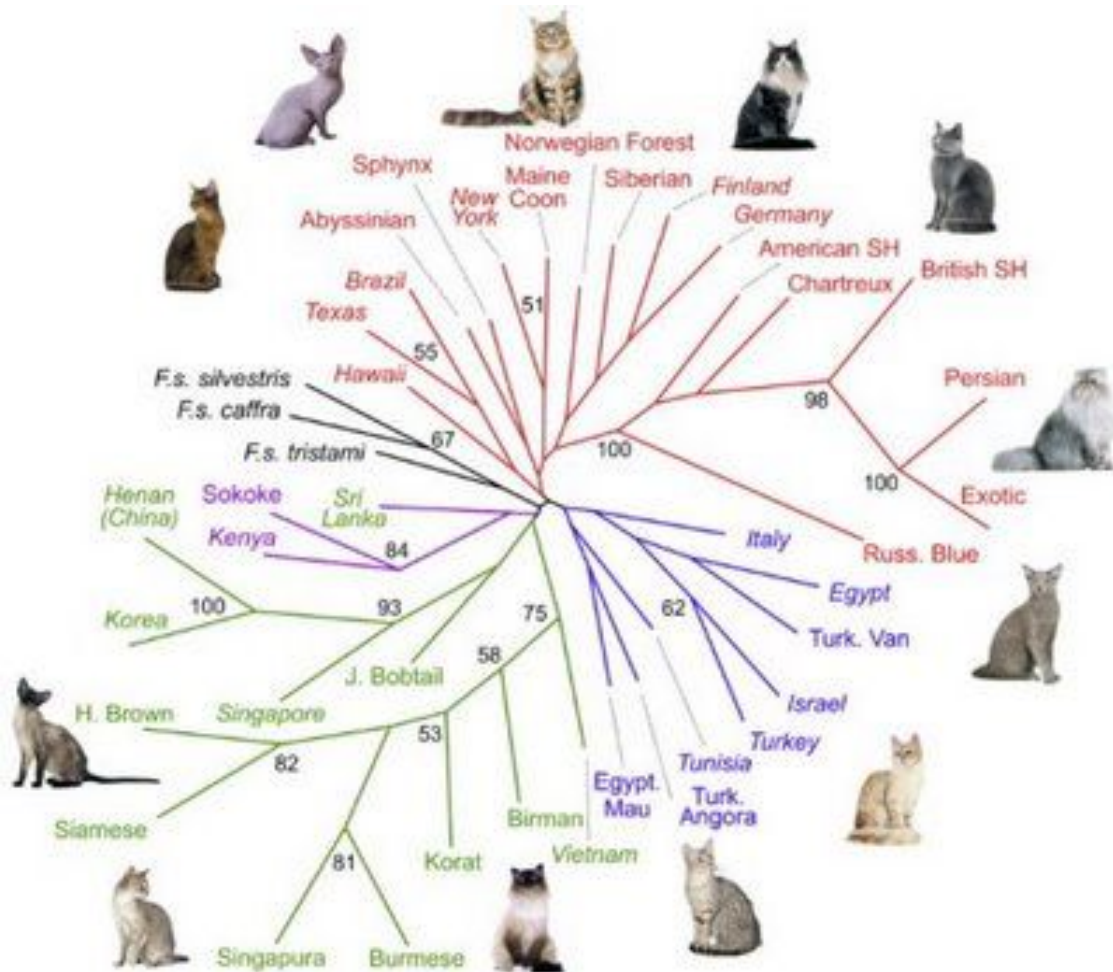 Norwegian Forest
Sphynx
Maine
Coon
Siberian
Finland
New
York
Germany
Abyssinian
American SH
British SH
Brazil
Chartreux
Texas
51
55
Hawaii
F.s. silvestris
Persian
F.s. caffra
98
67
100
F.s. tristami
100
Exotic
Henan
(China)
Sokoke
Sri
Lanka
Kenya
Italy
Russ. Blue
84
Egypt
100
93
75
62
Korea
Turk. Van
58
J. Bobtail
Israel
H. Brown
Singapore
53
Turkey
82
Tunisia
Egypt.
Mau
Turk.
Angora
Siamese
Birman
Vietnam
81
Korat
Singapura
Burmese